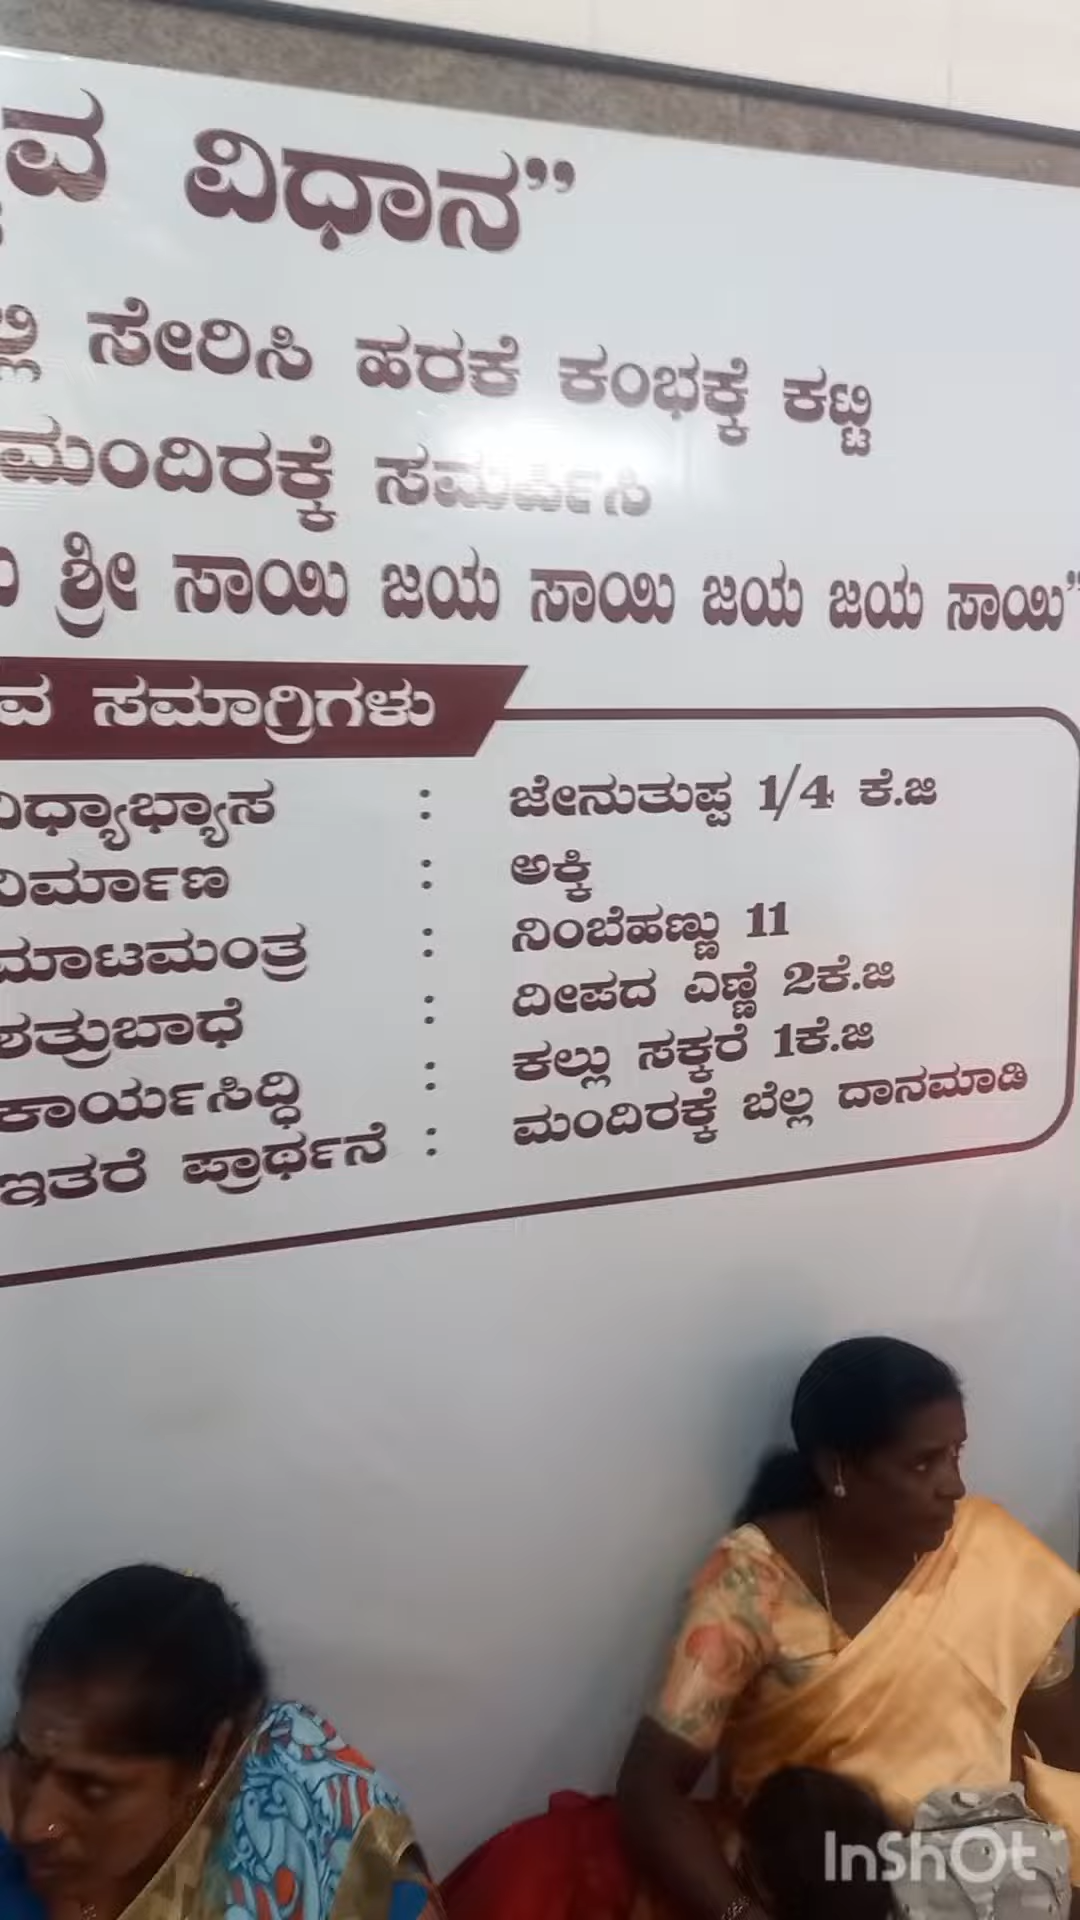 ವ ವಿಧಾನ”
ಲ್ಲಿ ಸೇರಿಸಿ ಹರಕೆ ಕಂಭಕ್ಕೆ ಕಟ್ಟಿ
ಮಂದಿರಕ್ಕೆ ಸಮರ್ಪಿಸಿ
ಶ್ರೀ ಸಾಯಿ ಜಯ ಸಾಯಿ ಜಯ ಜಯ ಸಾಯಿ”
ವ ಸಮಾಗ್ರಿಗಳು
ವಿಧ್ಯಾಭ್ಯಾಸ : ಜೇನುತುಪ್ಪ 1/4 ಕೆ.ಜಿ
ನಿರ್ಮಾಣ : ಅಕ್ಕಿ
ಮಾಟಮಂತ್ರ : ನಿಂಬೆಹಣ್ಣು 11
ಶತ್ರುಬಾಧೆ : ದೀಪದ ಎಣ್ಣೆ 2ಕೆ.ಜಿ
ಕಾರ್ಯಸಿದ್ಧಿ : ಕಲ್ಲು ಸಕ್ಕರೆ 1ಕೆ.ಜಿ
ಇತರೆ ಪ್ರಾರ್ಥನೆ : ಮಂದಿರಕ್ಕೆ ಬೆಲ್ಲ ದಾನಮಾಡಿ
InShOt